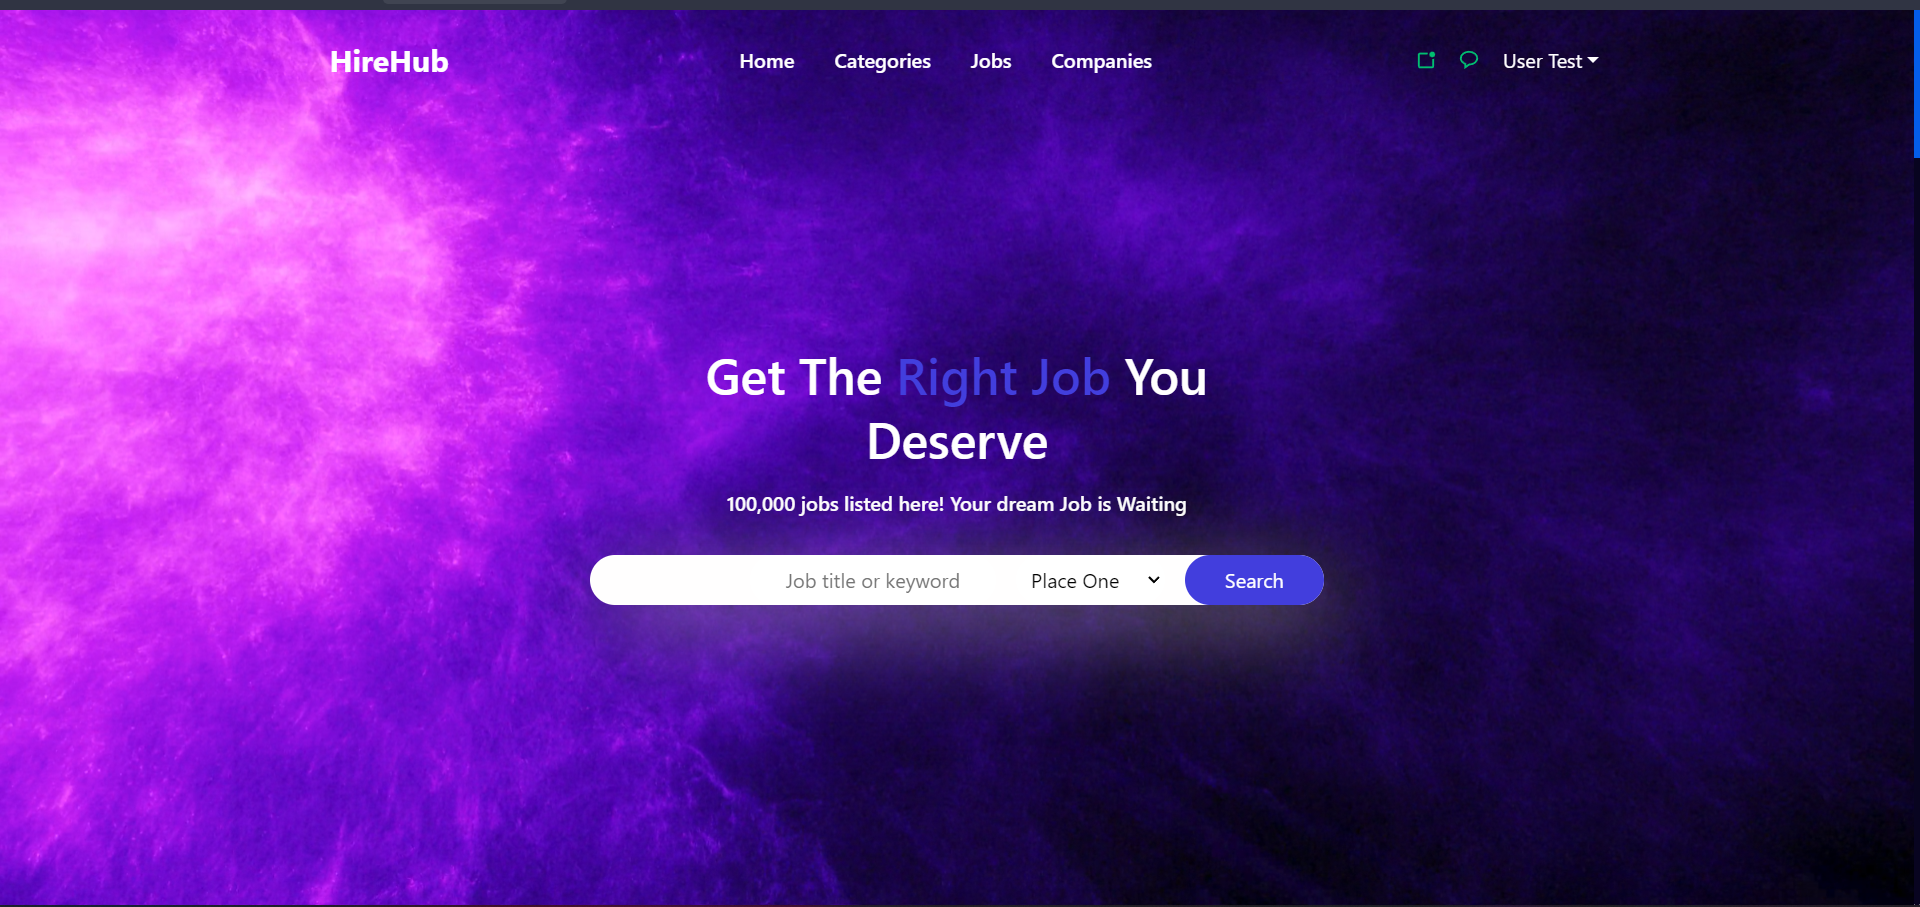 HireHub
Home Categories Jobs Companies
User Test
Get The Right Job You
Deserve
100,000 jobs listed here! Your dream Job is Waiting
Job title or keyword
Place One
Search